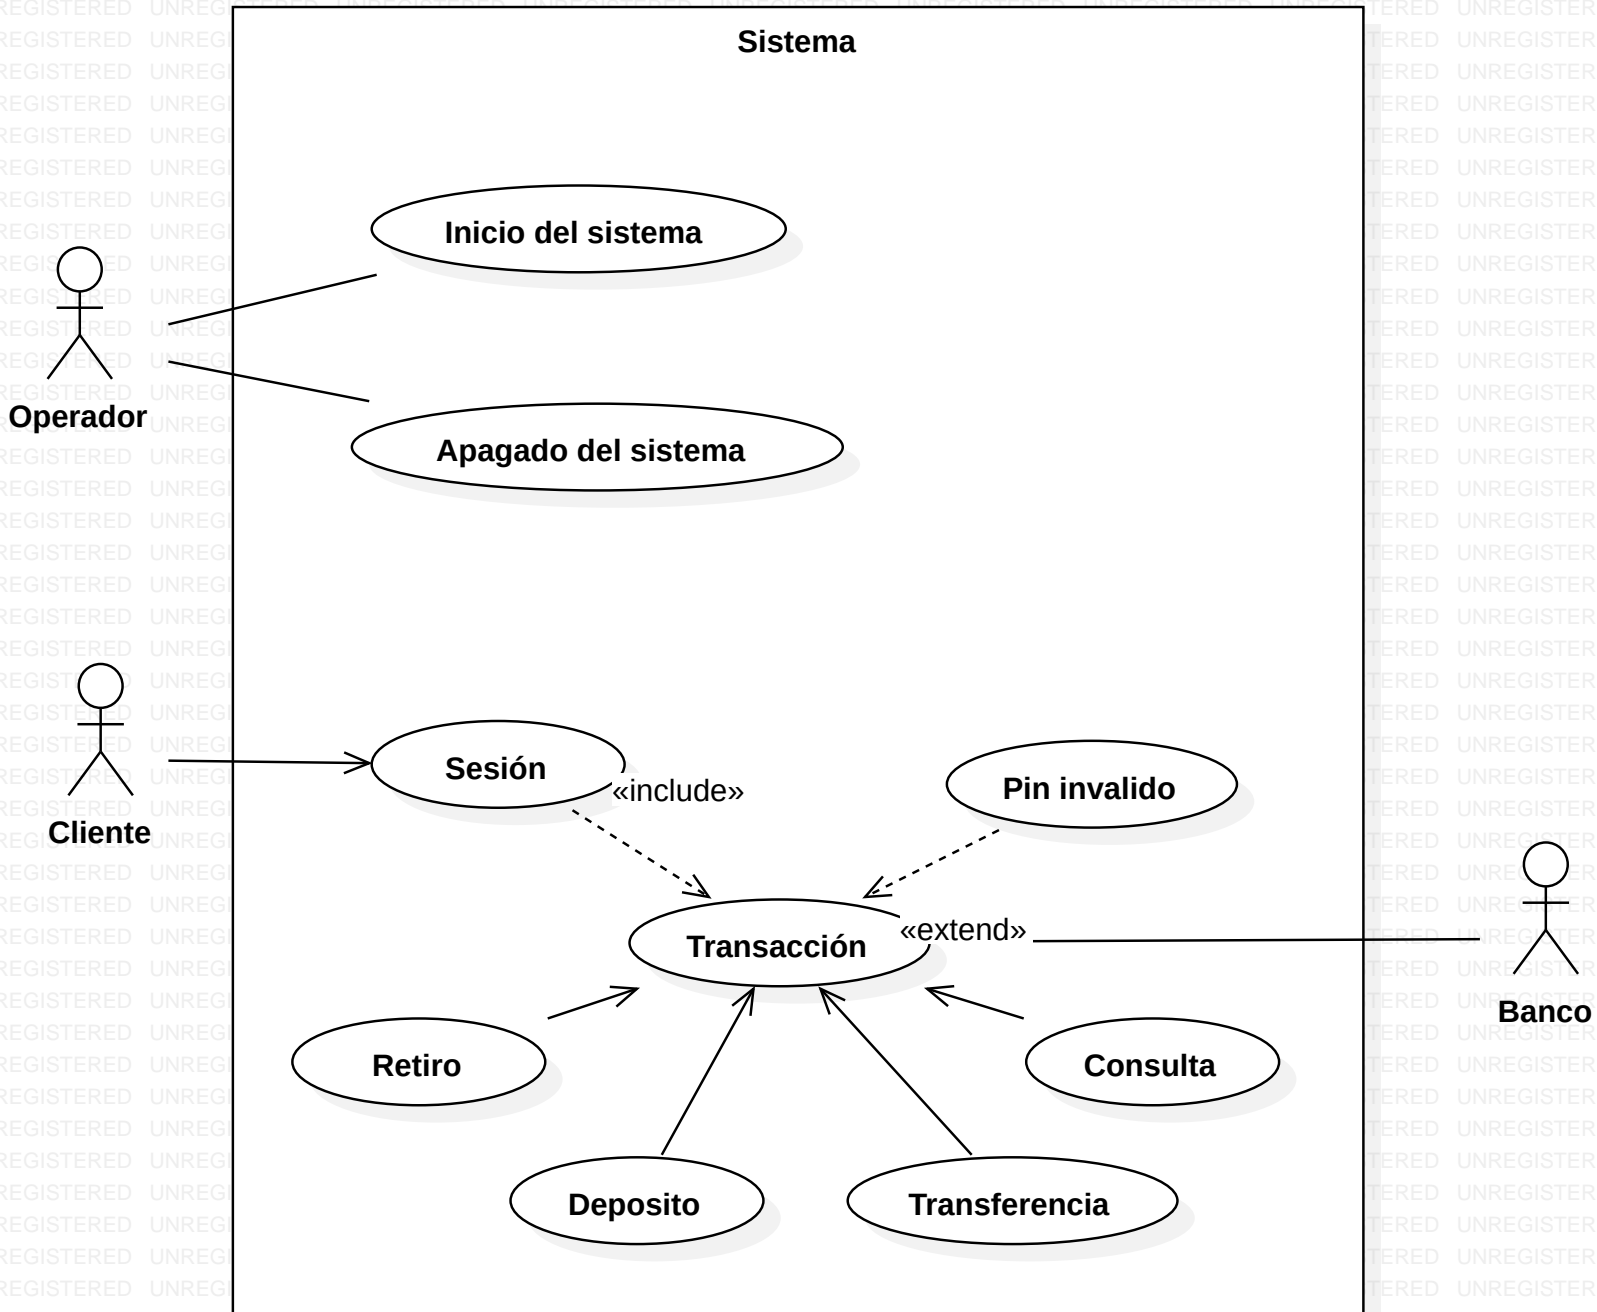 Sistema
Inicio del sistema
Operador
Apagado del sistema
Sesión
«include»
Pin invalido
Cliente
Transacción
«extend»
Banco
Retiro
Consulta
Deposito
Transferencia
UNREGISTERED